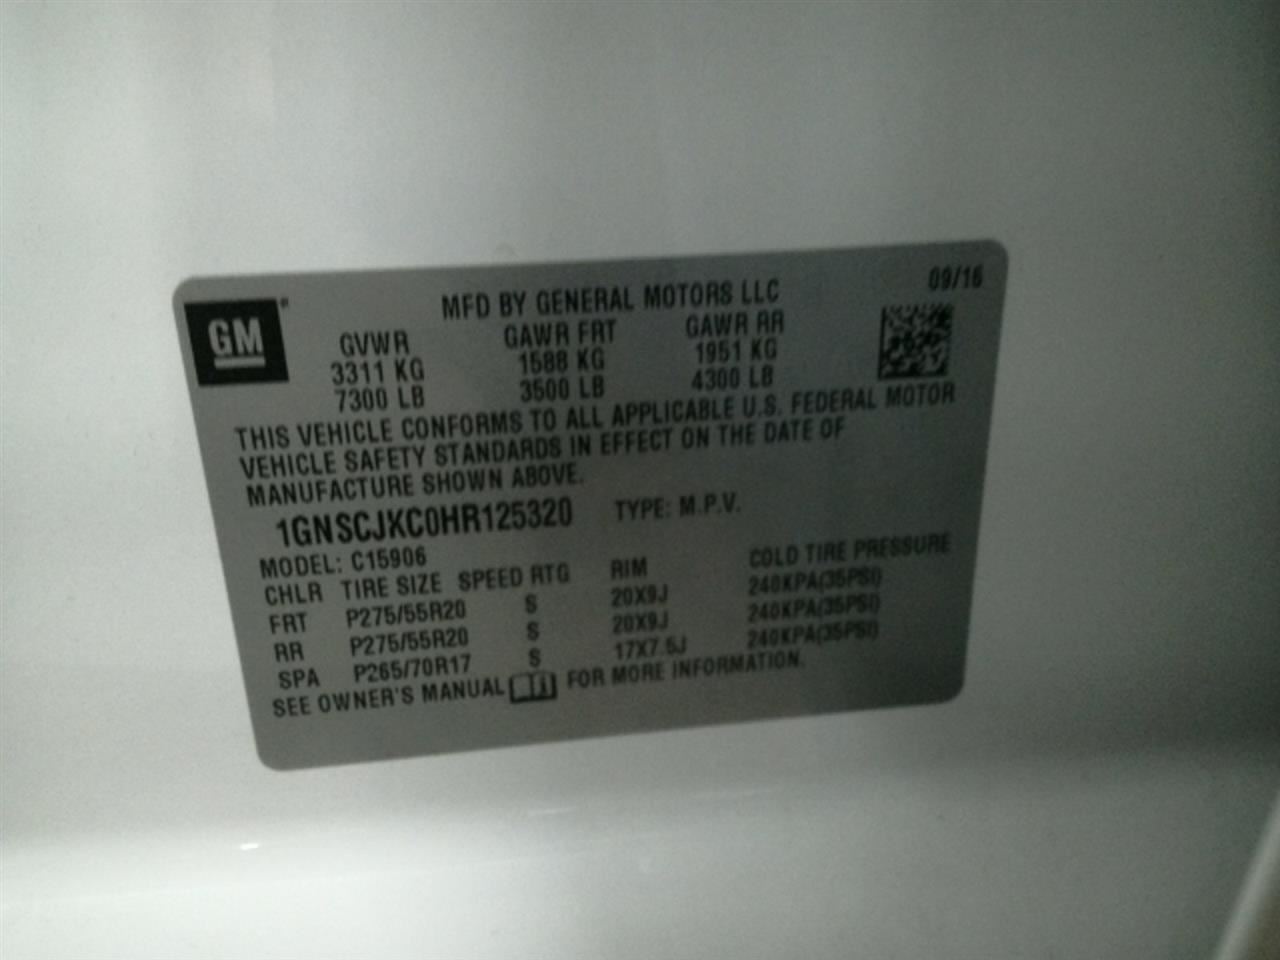 GM
MFD BY GENERAL MOTORS LLC 09/16
GVWR GAWR FRT GAWR RR
3311 KG 1588 KG 1951 KG
7300 LB 3500 LB 4300 LB
THIS VEHICLE CONFORMS TO ALL APPLICABLE U.S. FEDERAL MOTOR
VEHICLE SAFETY STANDARDS IN EFFECT ON THE DATE OF
MANUFACTURE SHOWN ABOVE.
1GNSCJKC0HR125320 TYPE: M.P.V.
MODEL: C15906
CHLR TIRE SIZE SPEED RTG RIM COLD TIRE PRESSURE
FRT P275/55R20 S 20X9J 240KPA(35PSI)
RR P275/55R20 S 20X9J 240KPA(35PSI)
SPA P265/70R17 S 17X7.5J 240KPA(35PSI)
SEE OWNER'S MANUAL FOR MORE INFORMATION.